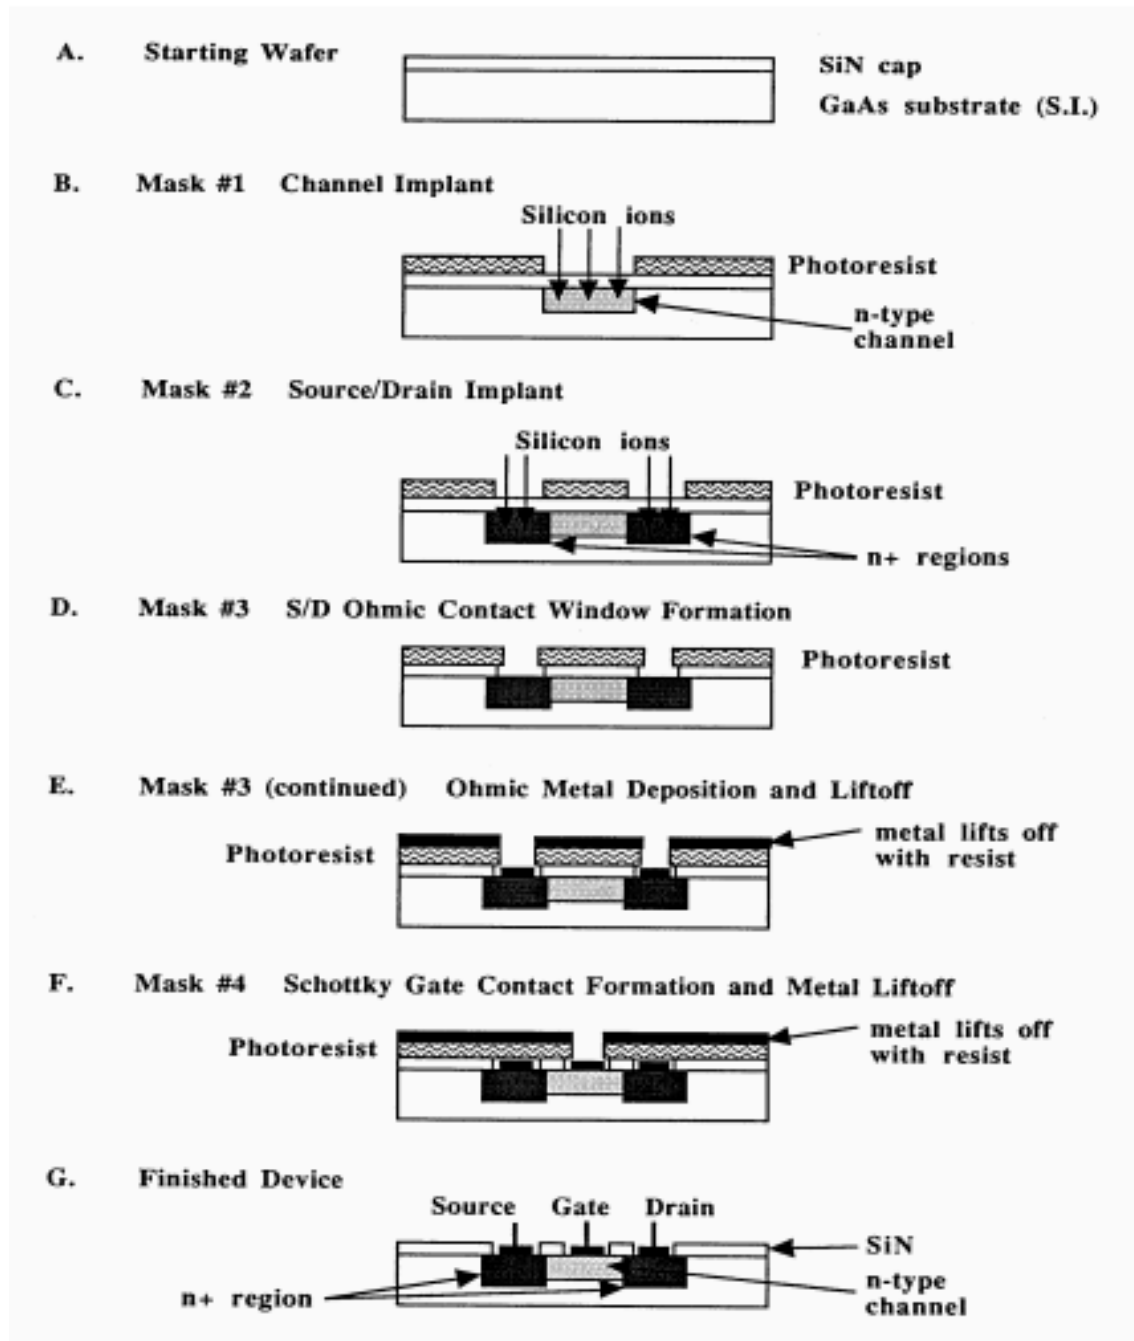 A. Starting Wafer
SiN cap
GaAs substrate (S.I.)
B. Mask #1 Channel Implant
Silicon ions
Photoresist
n-type
channel
C. Mask #2 Source/Drain Implant
Silicon ions
Photoresist
n+ regions
D. Mask #3 S/D Ohmic Contact Window Formation
Photoresist
E. Mask #3 (continued) Ohmic Metal Deposition and Liftoff
Photoresist
metal lifts off
with resist
F. Mask #4 Schottky Gate Contact Formation and Metal Liftoff
Photoresist
metal lifts off
with resist
G. Finished Device
Source Gate Drain
SiN
n+ region
n-type
channel